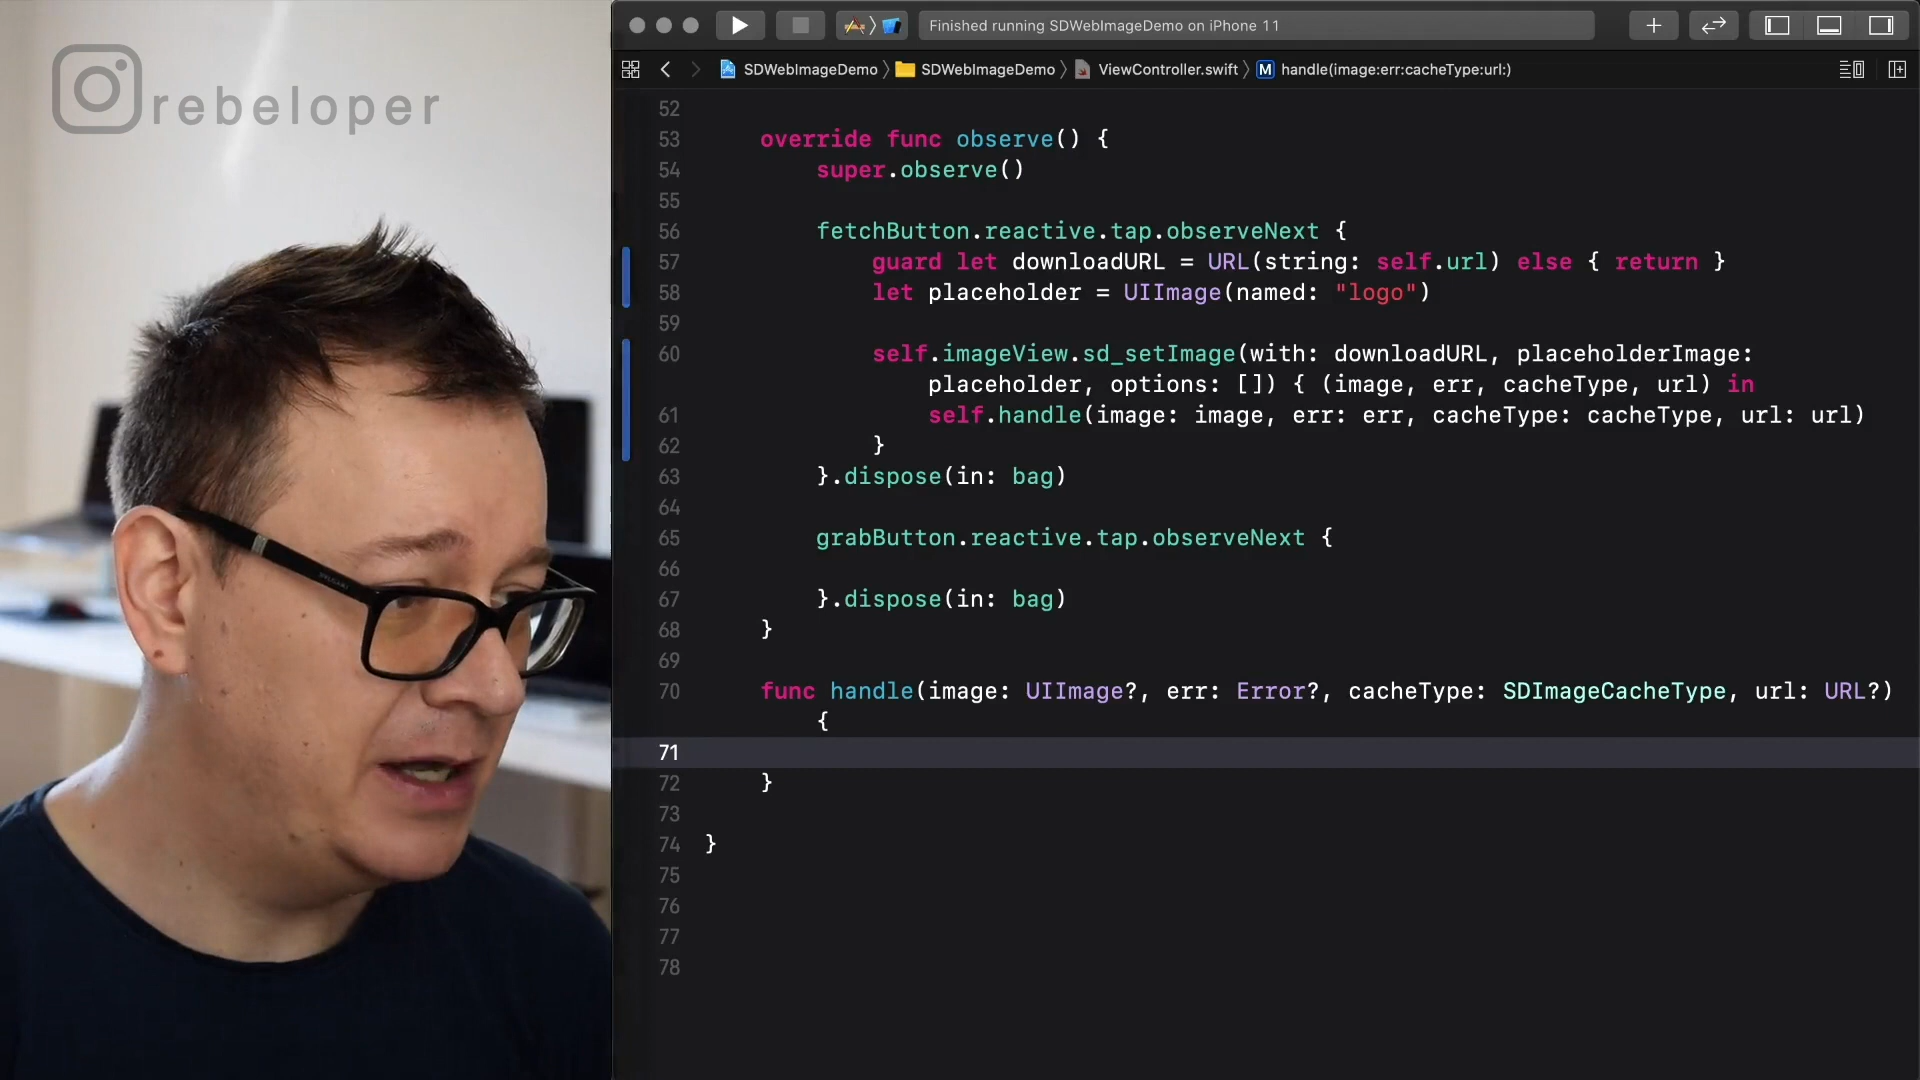 rebeloper
Finished running SDWebImageDemo on iPhone 11
SDWebImageDemo 〉 SDWebImageDemo 〉 ViewController.swift 〉 M handle(image:err:cacheType:url:)
52
53 override func observe() {
54 super.observe()
55
56 fetchButton.reactive.tap.observeNext {
57 guard let downloadURL = URL(string: self.url) else { return }
58 let placeholder = UIImage(named: "logo")
59
60 self.imageView.sd_setImage(with: downloadURL, placeholderImage:
placeholder, options: []) { (image, err, cacheType, url) in
61 self.handle(image: image, err: err, cacheType: cacheType, url: url)
62 }
63 }.dispose(in: bag)
64
65 grabButton.reactive.tap.observeNext {
66
67 }.dispose(in: bag)
68 }
69
70 func handle(image: UIImage?, err: Error?, cacheType: SDImageCacheType, url: URL?)
{
71
72 }
73
74 }
75
76
77
78